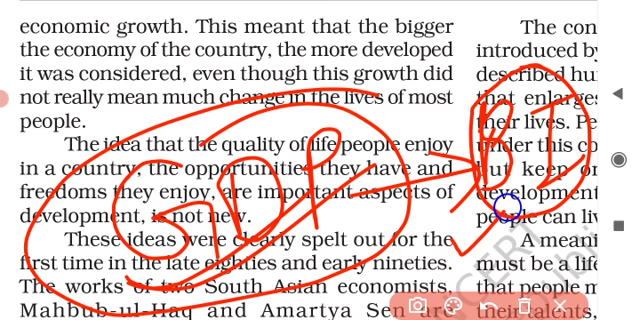 economic growth. This meant that the bigger
the economy of the country, the more developed
it was considered, even though this growth did
not really mean much change in the lives of most
people.
The idea that the quality of life people enjoy
in a country, the opportunities they have and
freedoms they enjoy, are important aspects of
development, is not new.
These ideas were clearly spelt out for the
first time in the late eighties and early nineties.
The works of two South Asian economists,
Mahbub-ul-Haq and Amartya Sen are
The con
introduced by
described hu
that enlarges
their lives. Pe
under this co
but keep on
development
people can liv
A meani
must be a life
that people m
their talents,
GDP